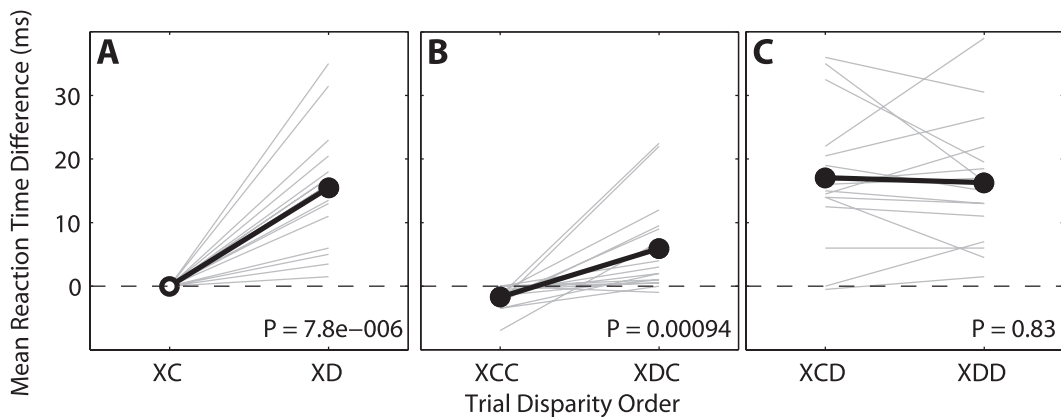 Mean Reaction Time Difference (ms)
A
B
C
30
20
10
0
P = 7.8e−006
P = 0.00094
P = 0.83
XC
XD
XCC
XDC
XCD
XDD
Trial Disparity Order